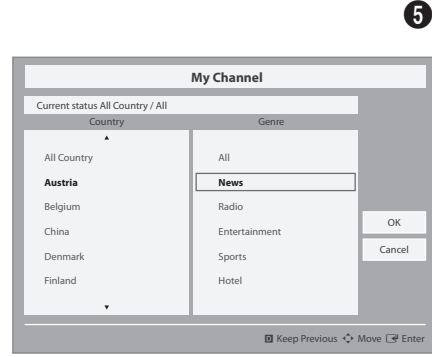 5
My Channel
Current status All Country / All
Country Genre
All Country All
Austria News
Belgium Radio
China Entertainment
Denmark Sports
Finland Hotel
OK
Cancel
D Keep Previous Move Enter